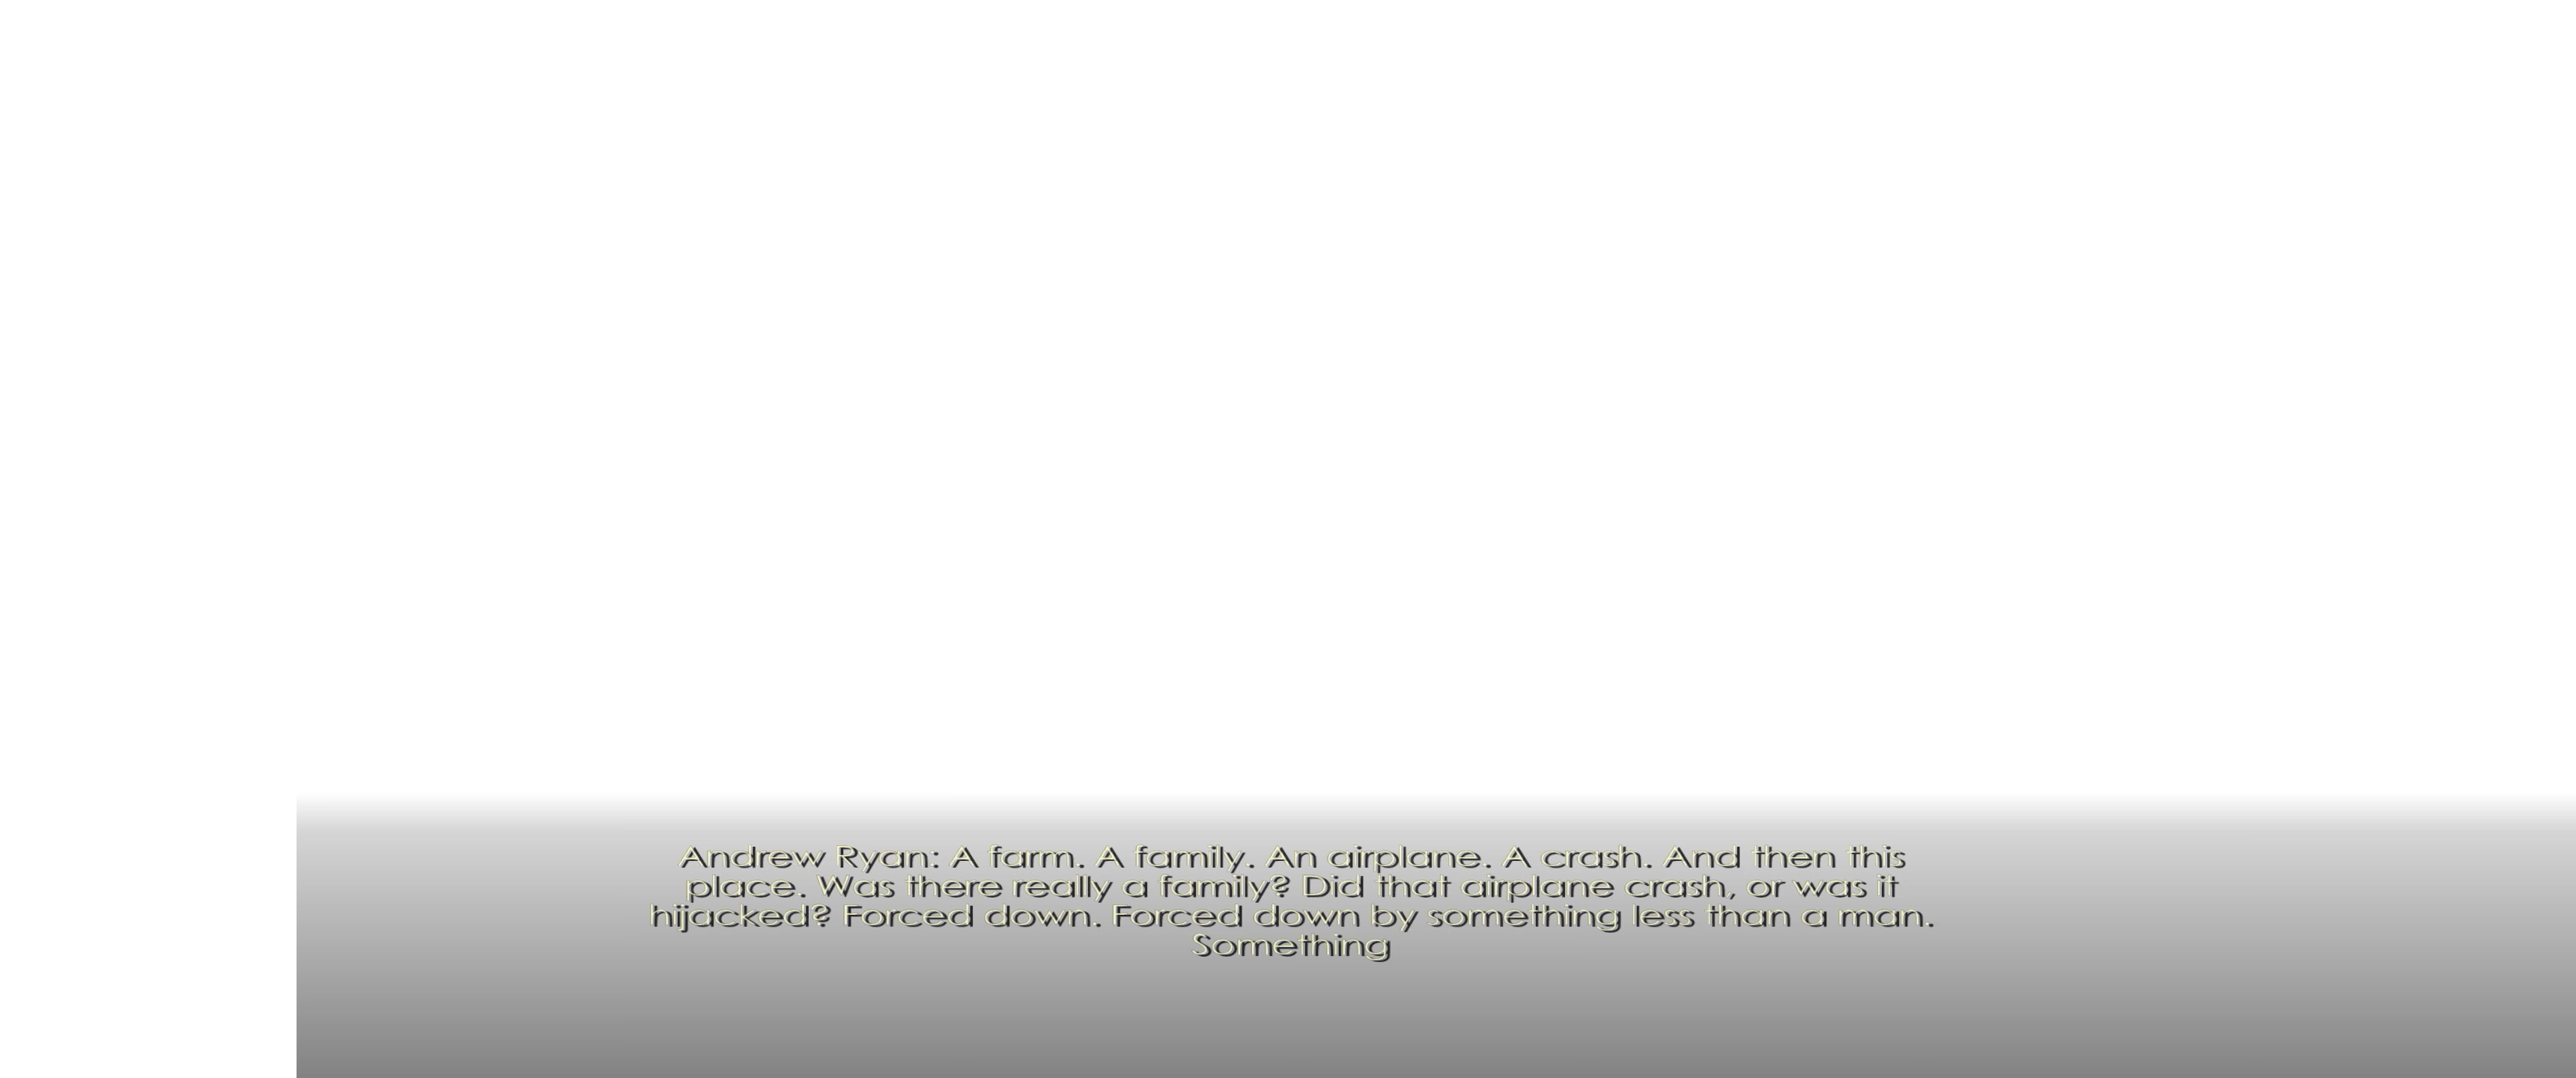 Andrew Ryan: A farm. A family. An airplane. A crash. And then this
place. Was there really a family? Did that airplane crash, or was it
hijacked? Forced down. Forced down by something less than a man.
Something